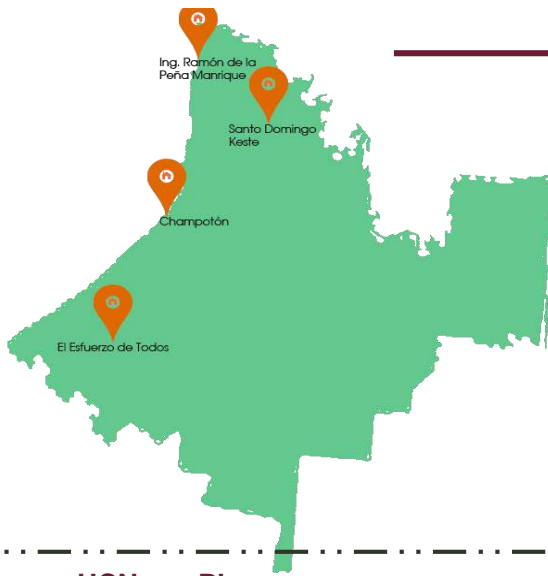 Ing. Ramón de la
Peña Manrique
Santo Domingo
Keste
Champotón
El Esfuerzo de Todos